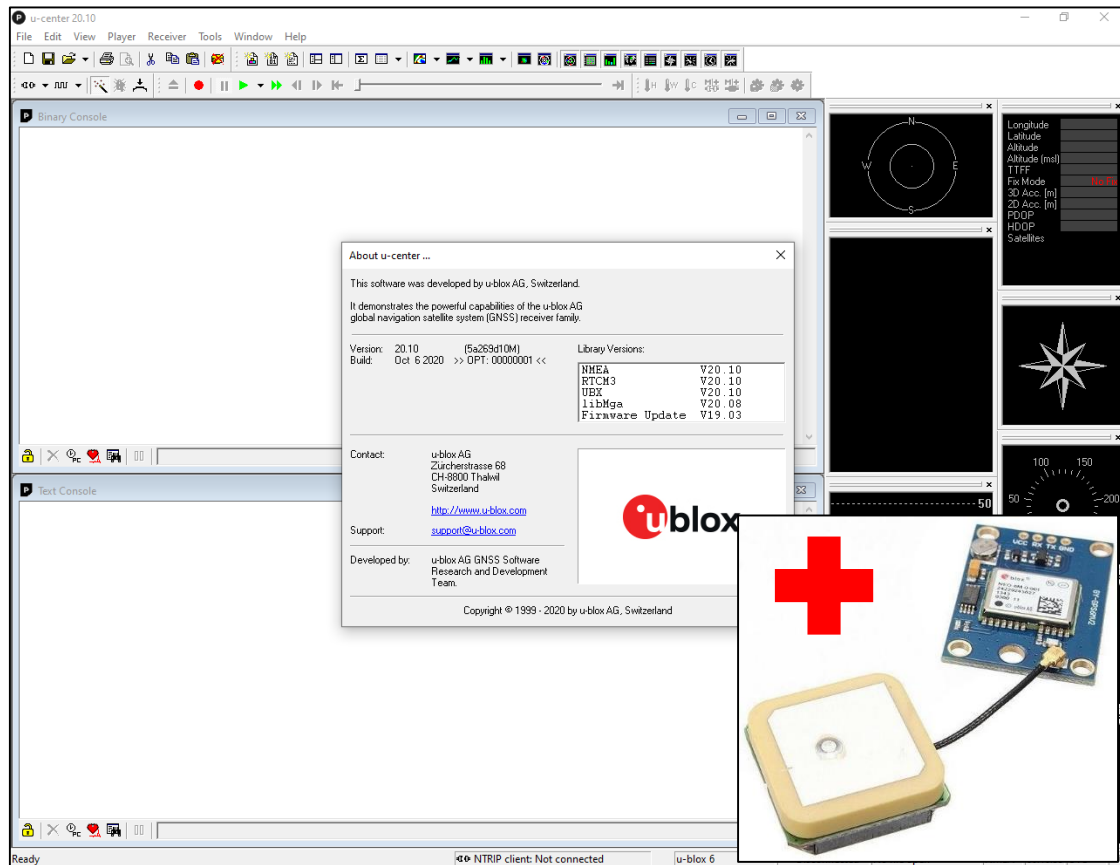 u-center 20.10
File Edit View Player Receiver Tools Window Help
Binary Console
N
W
E
S
Longitude
Latitude
Altitude
Altitude (msl)
TTFF
Fix Mode
3D Acc. [m]
2D Acc. [m]
PDOP
HDOP
Satellites
About u-center ...
This software was developed by u-blox AG, Switzerland.
It demonstrates the powerful capabilities of the u-blox AG
global navigation satellite system (GNSS) receiver family.
Version: 20.10 (5a269d10M)
Build: Oct 6 2020 >> OPT: 00000001 <<
Library Versions:
NMEA V20.10
RTCM3 V20.10
UBX V20.10
libMga V20.08
Firmware Update V19.03
Contact: u-blox AG
Zürcherstrasse 68
CH-8800 Thalwil
Switzerland
http://www.u-blox.com
Support: support@u-blox.com
Developed by: u-blox AG GNSS Software
Research and Development
Team.
Copyright © 1999 - 2020 by u-blox AG, Switzerland
ublox
50
100 150
50 200
Text Console
VCC RX TX GND
Ready
NTRIP client: Not connected
u-blox 6